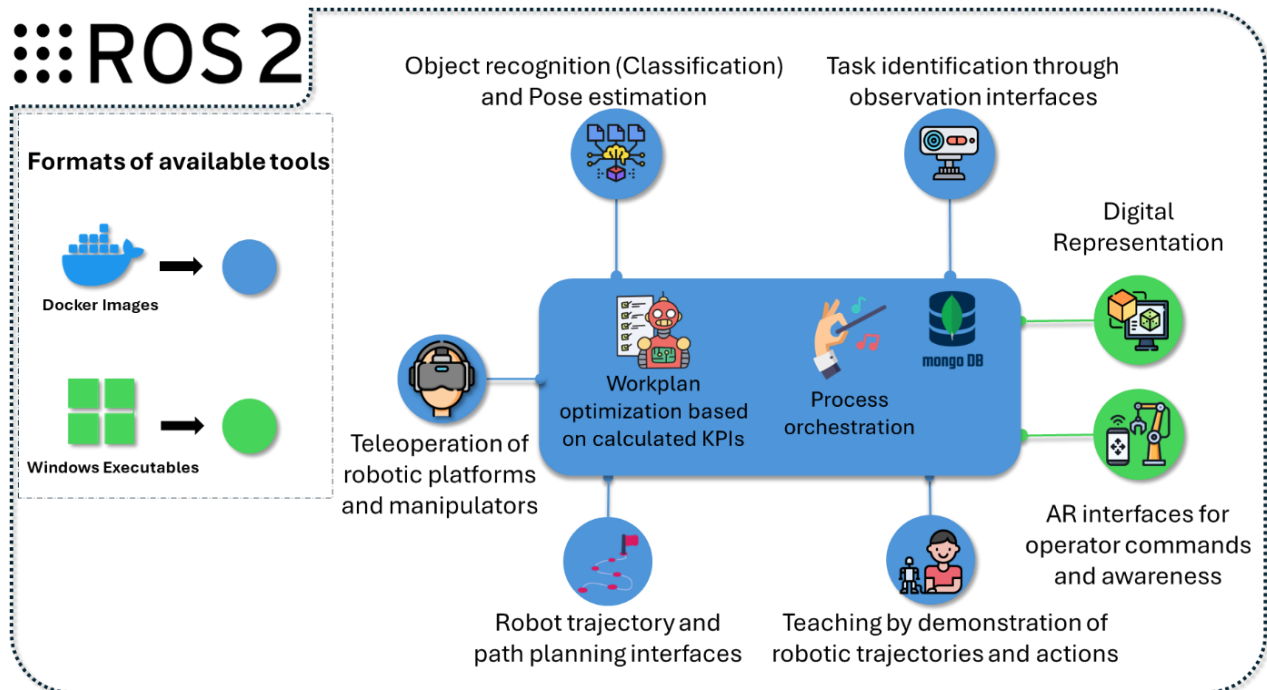 ROS 2
Object recognition (Classification)
and Pose estimation
Task identification through
observation interfaces
Formats of available tools
Docker Images
Windows Executables
Digital
Representation
Workplan
optimization based
on calculated KPIs
Process
orchestration
mongo DB
Teleoperation of
robotic platforms
and manipulators
AR interfaces for
operator commands
and awareness
Robot trajectory and
path planning interfaces
Teaching by demonstration of
robotic trajectories and actions